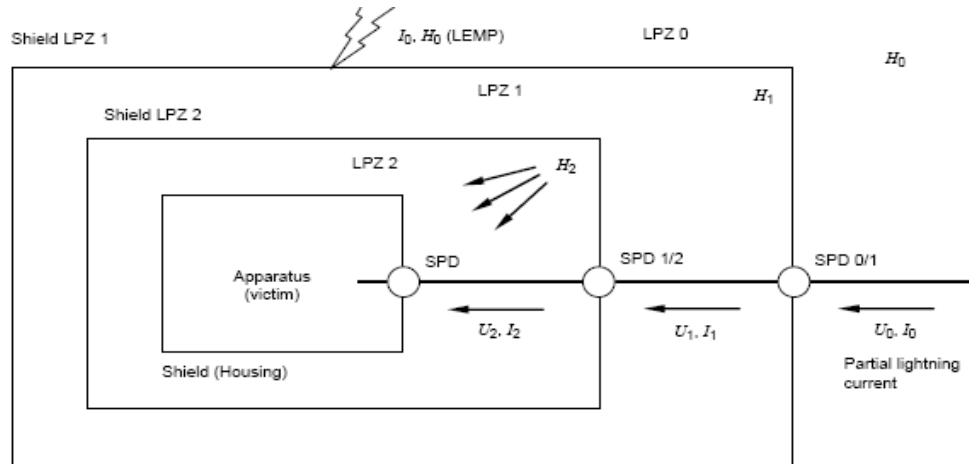 Shield LPZ 1
I0, H0 (LEMP)
LPZ 0
H0
LPZ 1
H1
Shield LPZ 2
LPZ 2
H2
SPD
SPD 1/2
SPD 0/1
Apparatus
(victim)
U2, I2
U1, I1
U0, I0
Shield (Housing)
Partial lightning
current